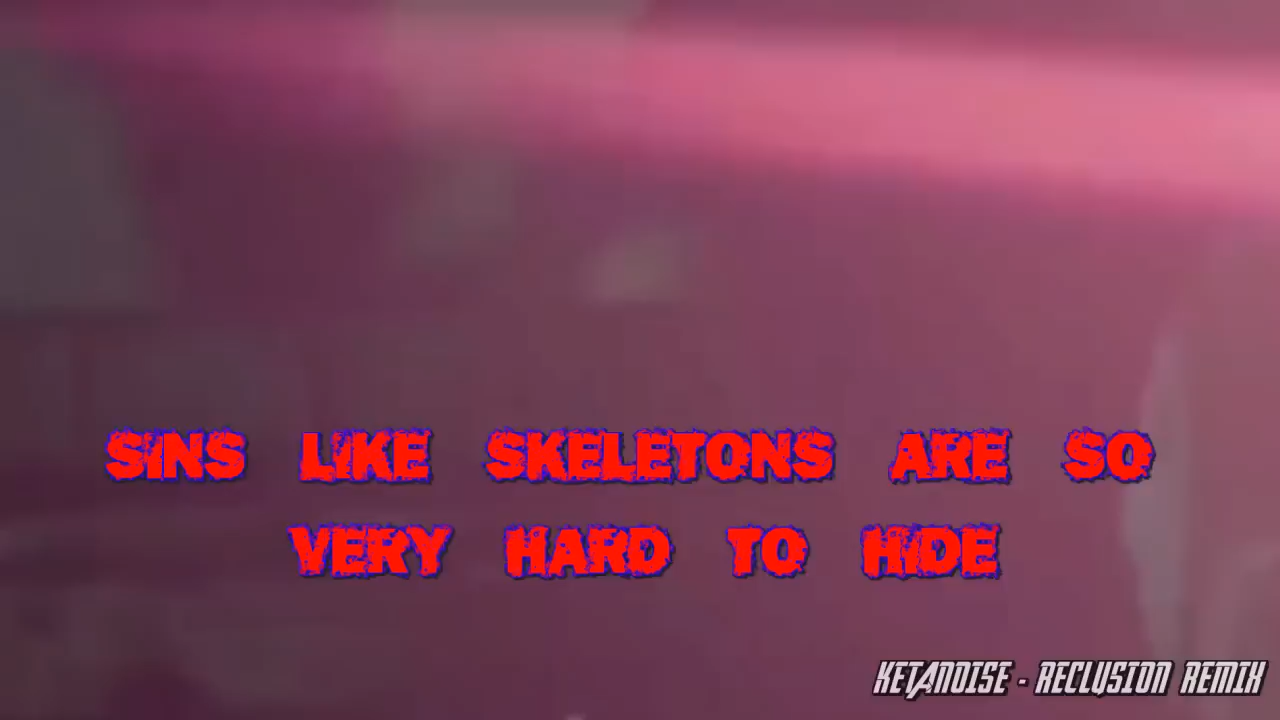 SINS LIKE SKELETONS ARE SO
VERY HARD TO HIDE
KETANOISE - RECLUSION REMIX